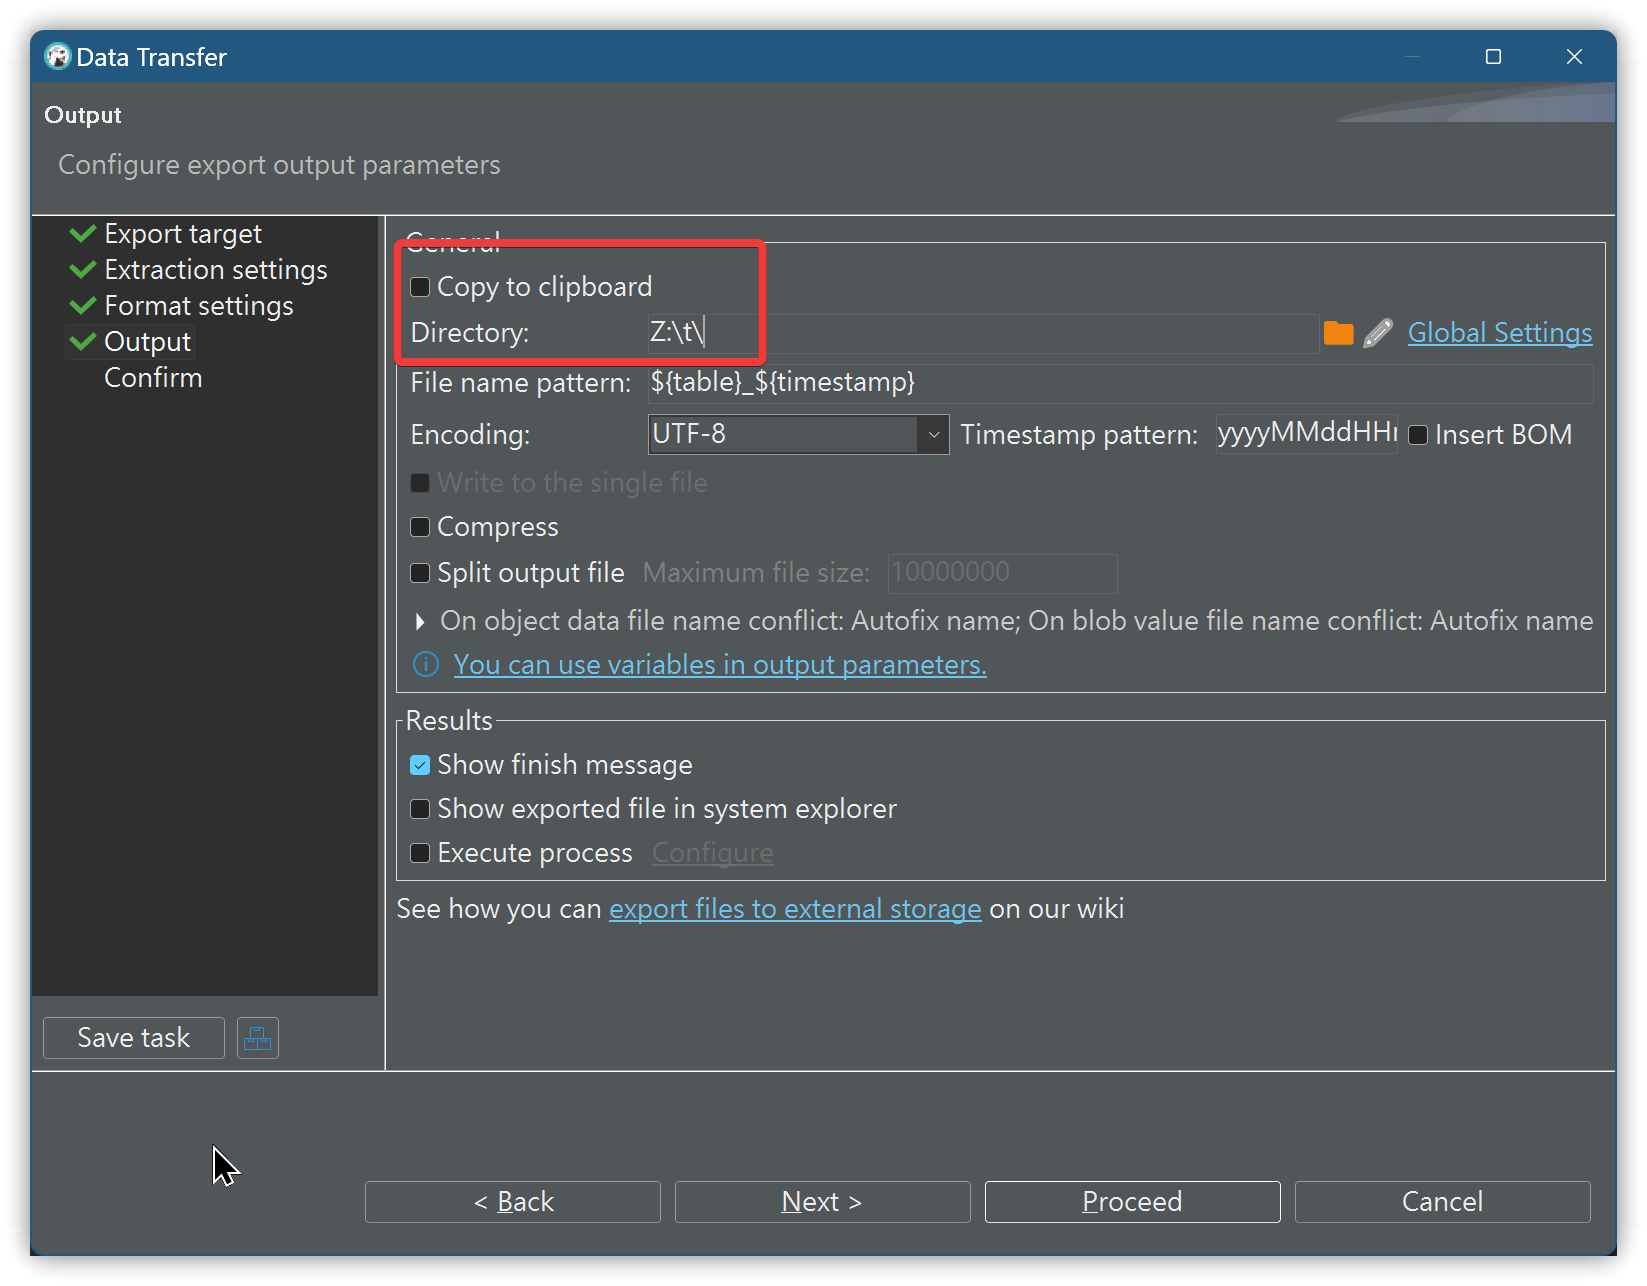 Data Transfer
Output
Configure export output parameters
Export target
Extraction settings
Format settings
Output
Confirm
General
Copy to clipboard
Directory: Z:\t\ Global Settings
File name pattern: ${table}_${timestamp}
Encoding: UTF-8 Timestamp pattern: yyyyMMddHH Insert BOM
Write to the single file
Compress
Split output file Maximum file size: 10000000
On object data file name conflict: Autofix name; On blob value file name conflict: Autofix name
You can use variables in output parameters.
Results
Show finish message
Show exported file in system explorer
Execute process Configure
See how you can export files to external storage on our wiki
Save task
< Back Next > Proceed Cancel